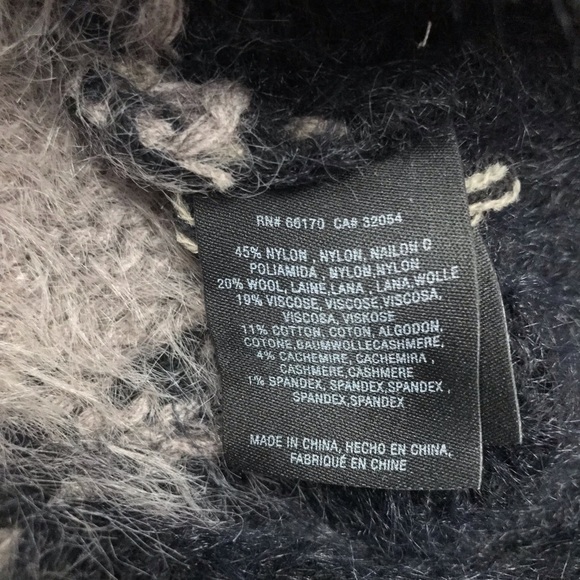 RN# 66170 CA# 32054
45% NYLON , NYLON, NAILON O
POLIAMIDA , NYLON,NYLON
20% WOOL, LAINE,LANA , LANA,WOLLE
19% VISCOSE, VISCOSE,VISCOSA,
VISCOSA, VISKOSE
11% COTTON, COTON, ALGODON,
COTONE,BAUMWOLLECASHMERE,
4% CACHEMIRE, CACHEMIRA ,
CASHMERE,CASHMERE
1% SPANDEX, SPANDEX,SPANDEX ,
SPANDEX,SPANDEX
MADE IN CHINA, HECHO EN CHINA,
FABRIQUÉ EN CHINE